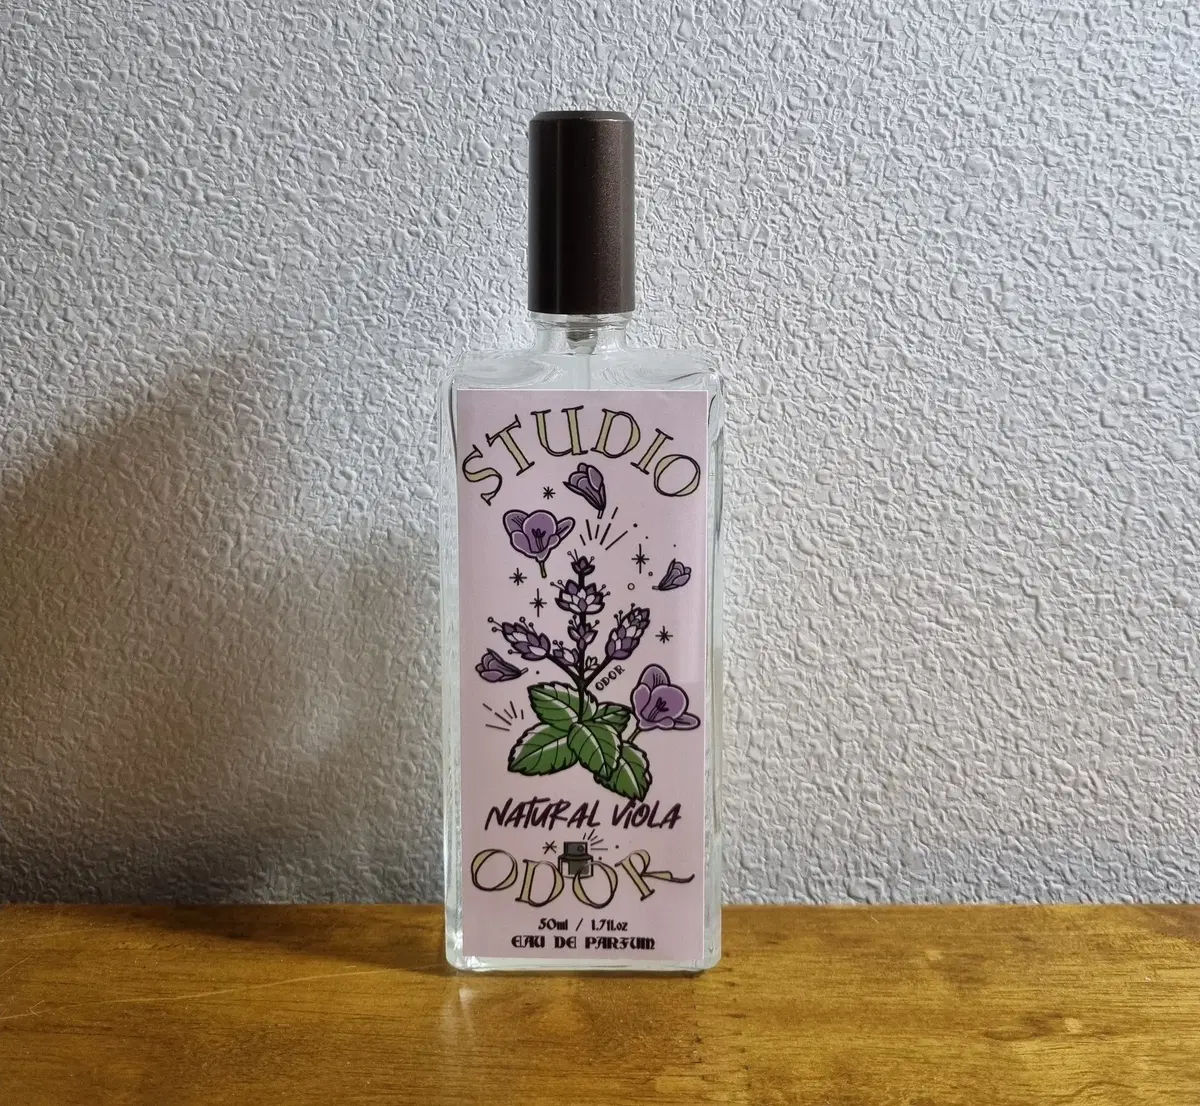 STUDIO
ODOR
NATURAL VIOLA
ODOR
50ml / 1.7fl.oz
EAU DE PARFUM